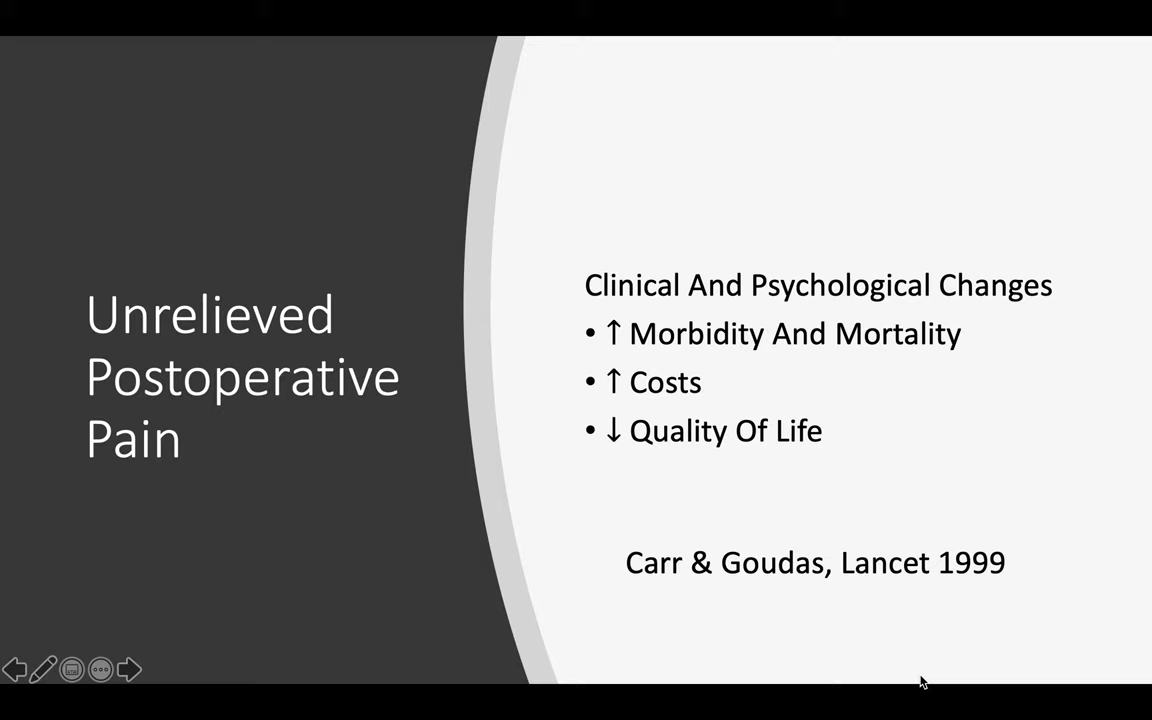 Unrelieved
Postoperative
Pain
Clinical And Psychological Changes
• ↑ Morbidity And Mortality
• ↑ Costs
• ↓ Quality Of Life
Carr & Goudas, Lancet 1999